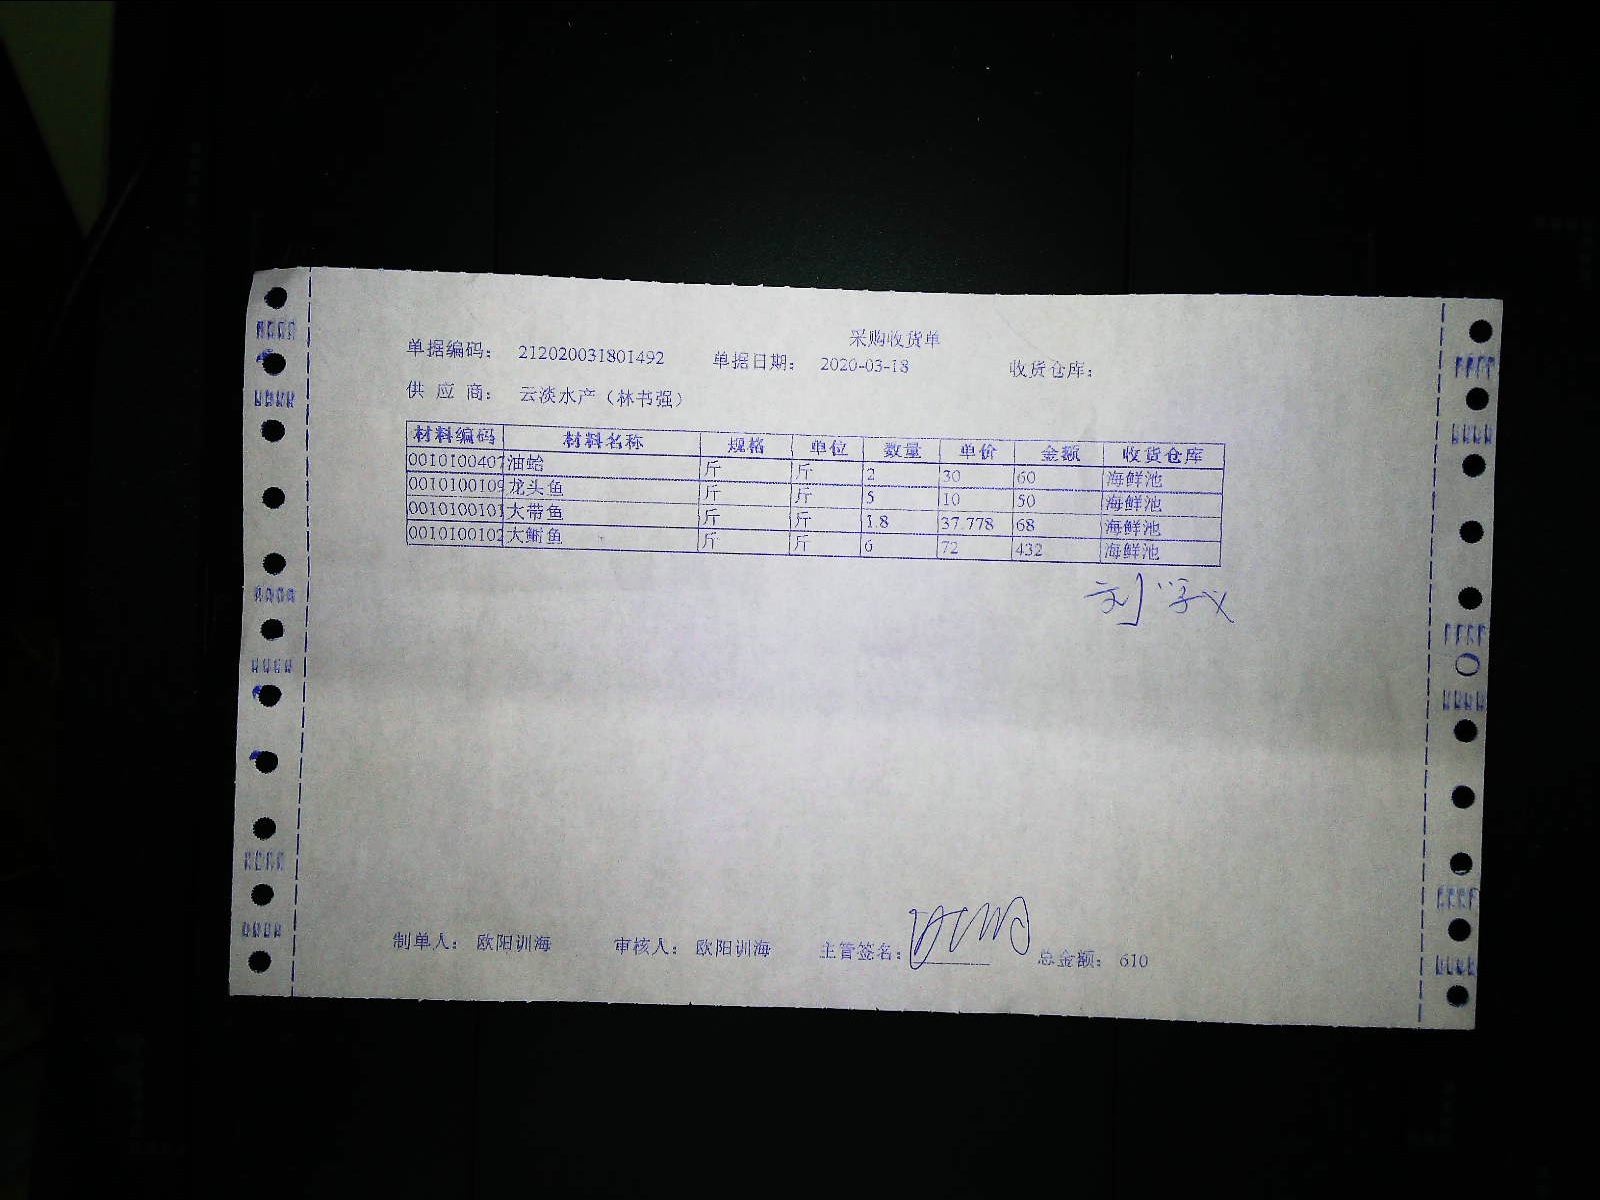 采购收货单
单据编码： 212020031801492 单据日期： 2020-03-18 收货仓库：
供 应 商： 云淡水产（林书强）
材料编码 材料名称 规格 单位 数量 单价 金额 收货仓库
0010100407 油蛤 斤 斤 2 30 60 海鲜池
0010100109 龙头鱼 斤 斤 5 10 50 海鲜池
0010100101 大带鱼 斤 斤 1.8 37.778 68 海鲜池
0010100102 大鮰鱼 斤 斤 6 72 432 海鲜池
制单人： 欧阳训海 审核人： 欧阳训海 主管签名： 总金额： 610